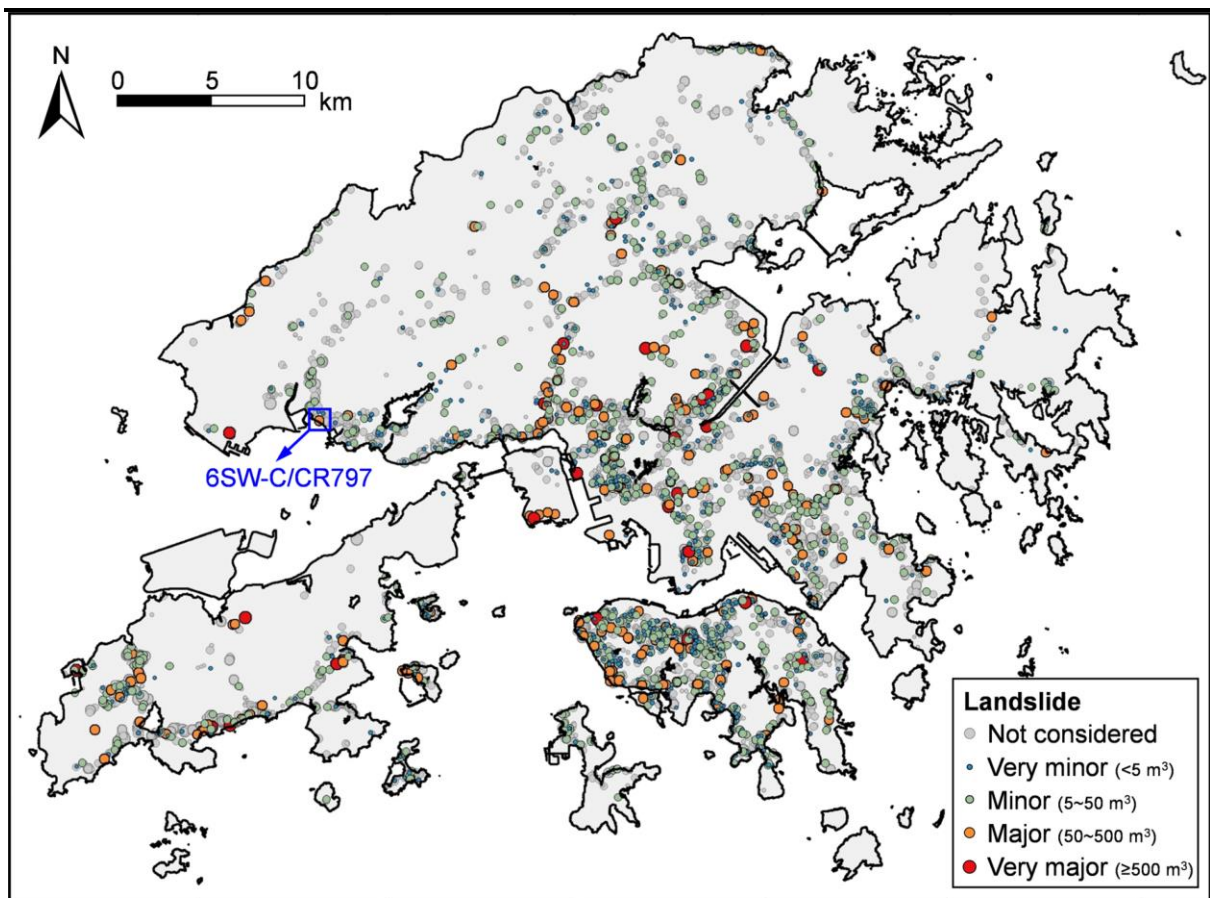 N
0 5 10
km
6SW-C/CR797
Landslide
Not considered
Very minor (<5 m³)
Minor (5~50 m³)
Major (50~500 m³)
Very major (≥500 m³)